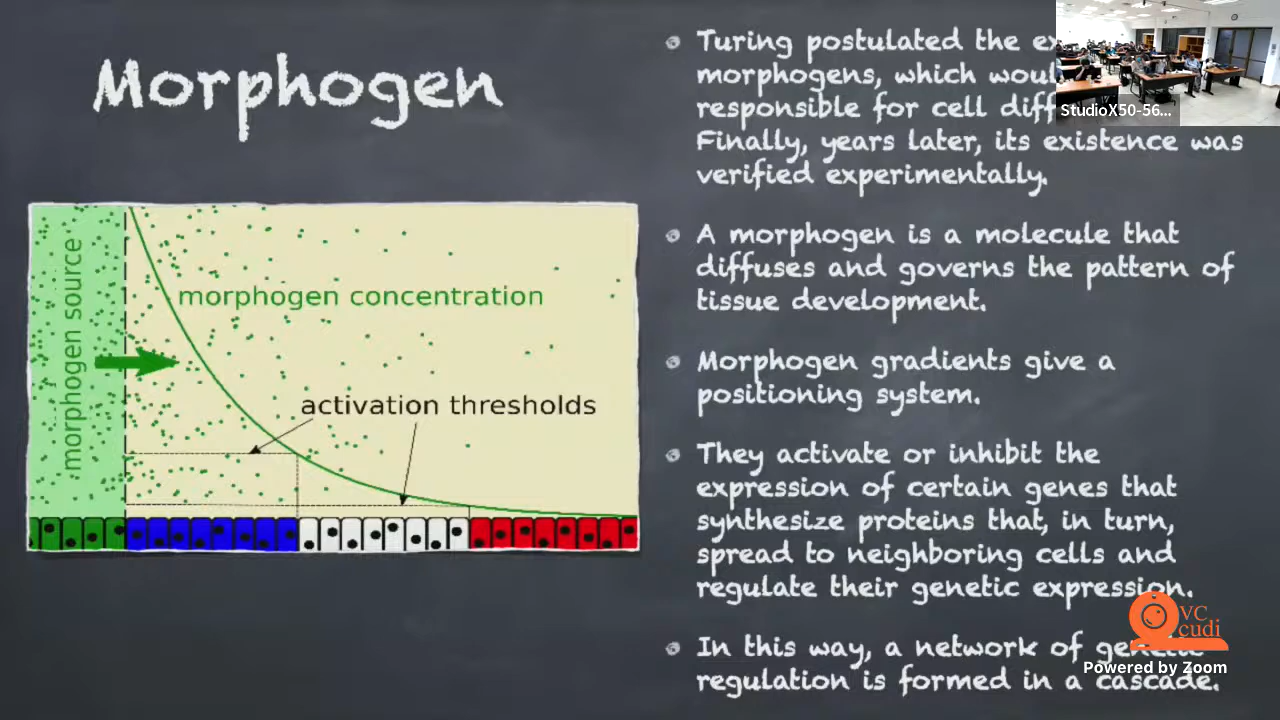 Morphogen
morphogen source
morphogen concentration
activation thresholds
Turing postulated the
morphogens, which
responsible for cell
Finally, years later, its existence was
verified experimentally.
A morphogen is a molecule that
diffuses and governs the pattern of
tissue development.
Morphogen gradients give a
positioning system.
They activate or inhibit the
expression of certain genes that
synthesize proteins that, in turn,
spread to neighboring cells and
regulate their genetic expression.
In this way, a network of genetic
regulation is formed in a cascade.
StudioX50-56...
VC
cudi
Powered by Zoom